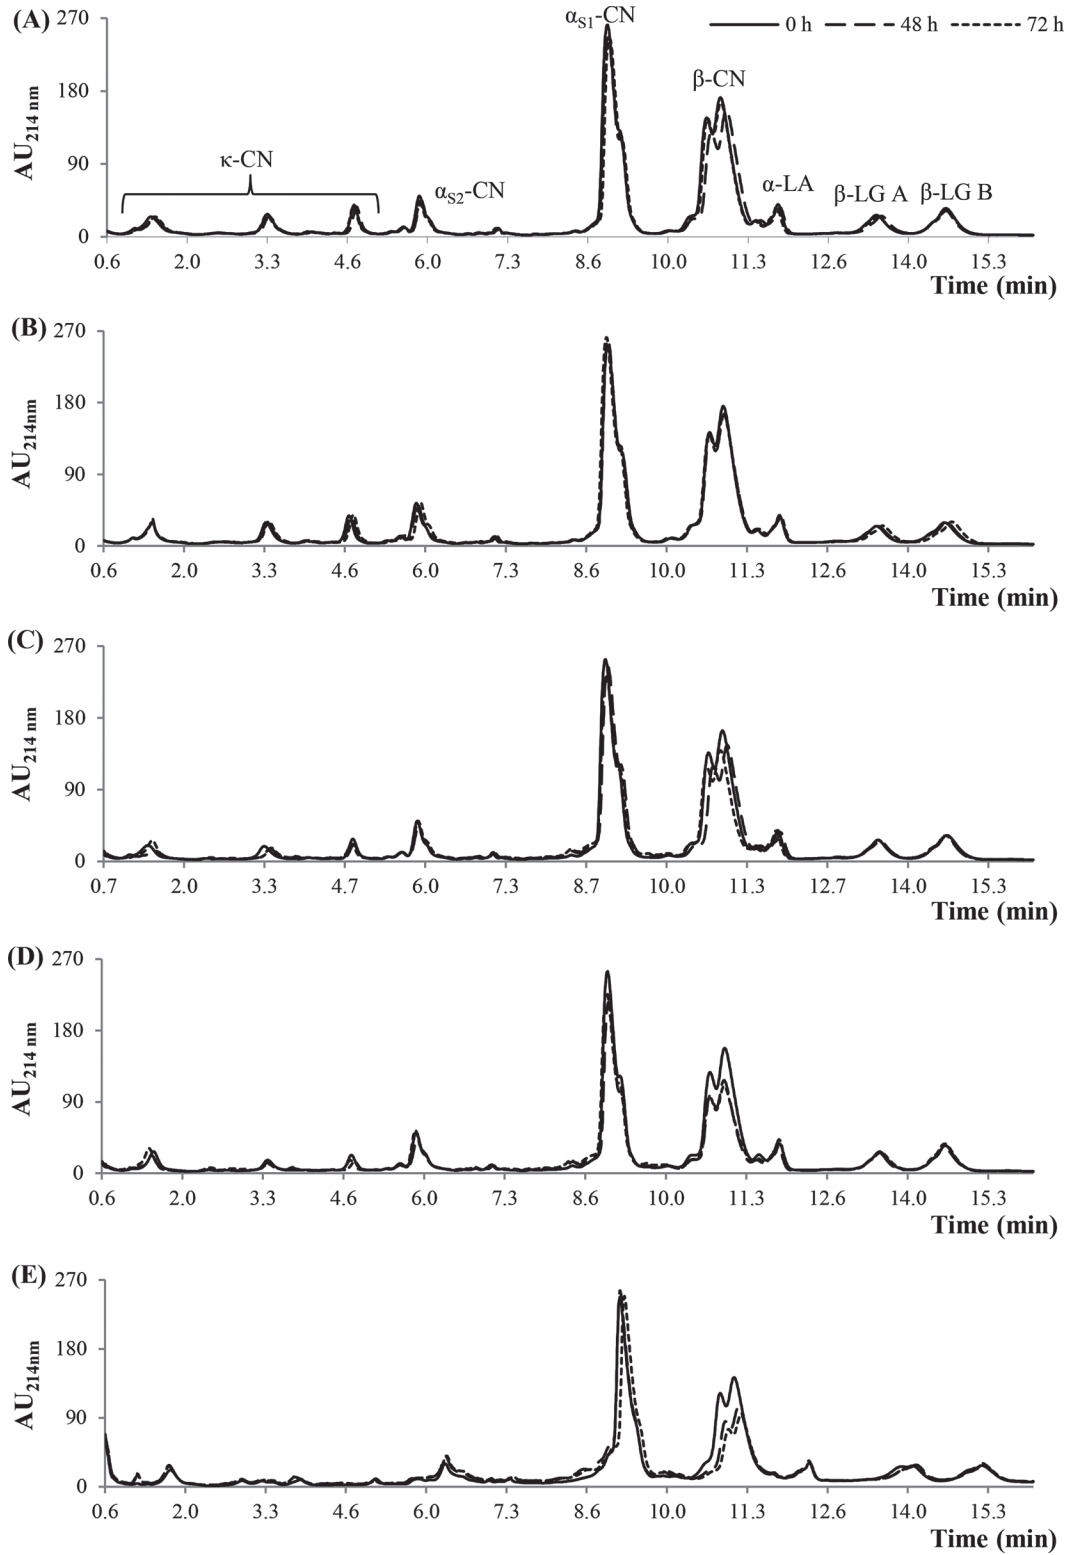 (A)
α_S1-CN
0 h 48 h 72 h
β-CN
κ-CN
α_S2-CN
α-LA
β-LG A
β-LG B
AU_214 nm
270
180
90
0
0.6 2.0 3.3 4.6 6.0 7.3 8.6 10.0 11.3 12.6 14.0 15.3
Time (min)
(B)
AU_214nm
270
180
90
0
0.6 2.0 3.3 4.6 6.0 7.3 8.6 10.0 11.3 12.6 14.0 15.3
Time (min)
(C)
AU_214 nm
270
180
90
0
0.7 2.0 3.3 4.7 6.0 7.3 8.7 10.0 11.3 12.7 14.0 15.3
Time (min)
(D)
AU_214 nm
270
180
90
0
0.6 2.0 3.3 4.6 6.0 7.3 8.6 10.0 11.3 12.6 14.0 15.3
Time (min)
(E)
AU_214nm
270
180
90
0
0.6 2.0 3.3 4.6 6.0 7.3 8.6 10.0 11.3 12.6 14.0 15.3
Time (min)